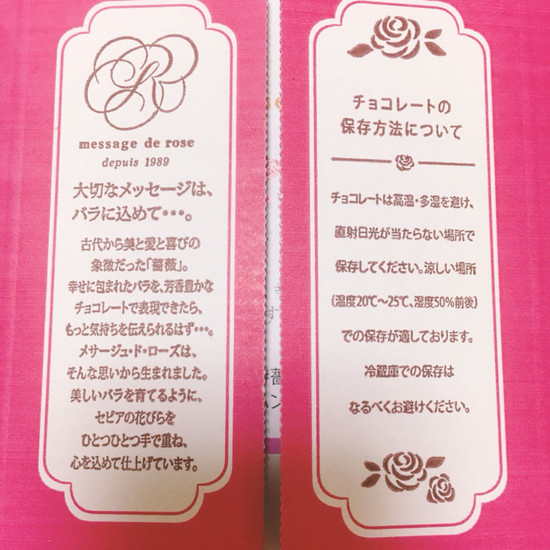 message de rose
depuis 1989
大切なメッセージは、
バラに込めて•••。
古代から美と愛と喜びの
象徴だった「薔薇」。
幸せに包まれたバラを、芳香豊かな
チョコレートで表現できたら、
もっと気持ちを伝えられるはず•••。
メサージュ・ド・ローズは、
そんな思いから生まれました。
美しいバラを育てるように、
セピアの花びらを
ひとつひとつ手で重ね、
心を込めて仕上げています。
チョコレートの
保存方法について
チョコレートは高温・多湿を避け、
直射日光が当たらない場所で
保存してください。涼しい場所
(温度20℃〜25℃、湿度50%前後)
での保存が適しております。
冷蔵庫での保存は
なるべくお避けください。